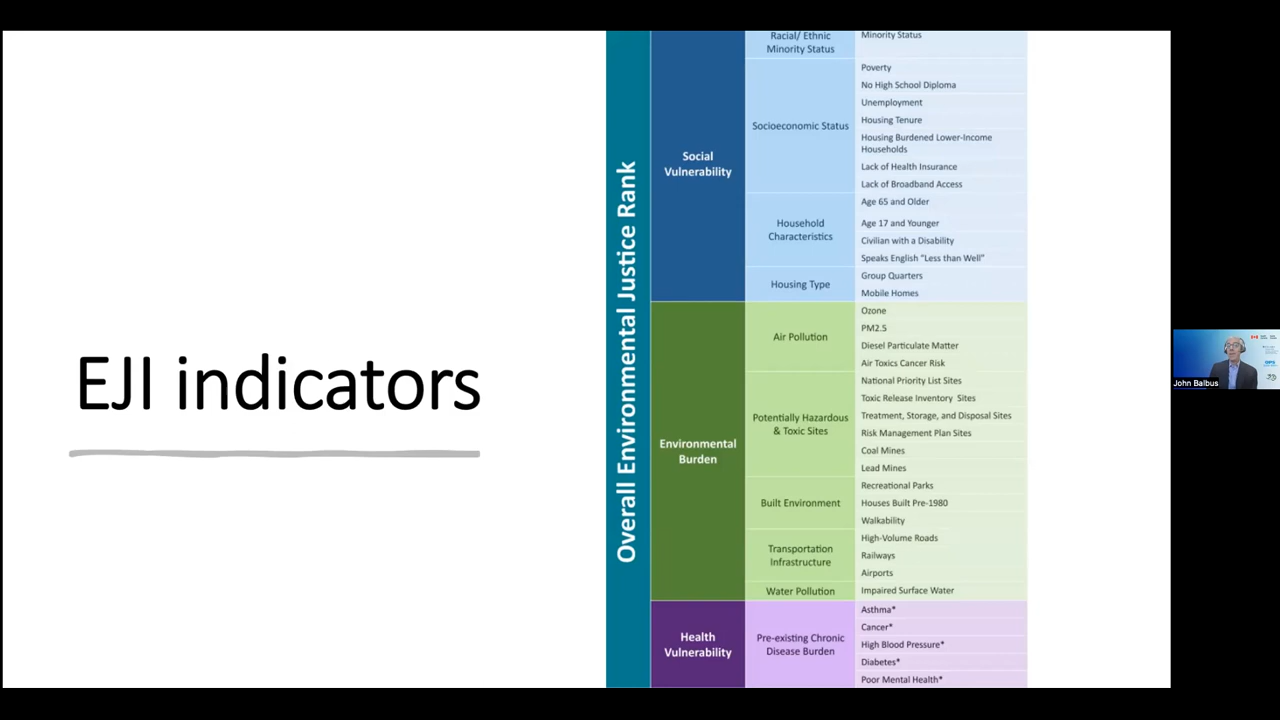 EJI indicators
Overall Environmental Justice Rank
Social
Vulnerability
Racial/ Ethnic
Minority Status
Minority Status
Socioeconomic Status
Poverty
No High School Diploma
Unemployment
Housing Tenure
Housing Burdened Lower-Income
Households
Lack of Health Insurance
Lack of Broadband Access
Household
Characteristics
Age 65 and Older
Age 17 and Younger
Civilian with a Disability
Speaks English “Less than Well”
Housing Type
Group Quarters
Mobile Homes
Environmental
Burden
Air Pollution
Ozone
PM2.5
Diesel Particulate Matter
Air Toxics Cancer Risk
Potentially Hazardous
& Toxic Sites
National Priority List Sites
Toxic Release Inventory Sites
Treatment, Storage, and Disposal Sites
Risk Management Plan Sites
Coal Mines
Lead Mines
Built Environment
Recreational Parks
Houses Built Pre-1980
Walkability
Transportation
Infrastructure
High-Volume Roads
Railways
Airports
Water Pollution
Impaired Surface Water
Health
Vulnerability
Pre-existing Chronic
Disease Burden
Asthma*
Cancer*
High Blood Pressure*
Diabetes*
Poor Mental Health*
John Balbus